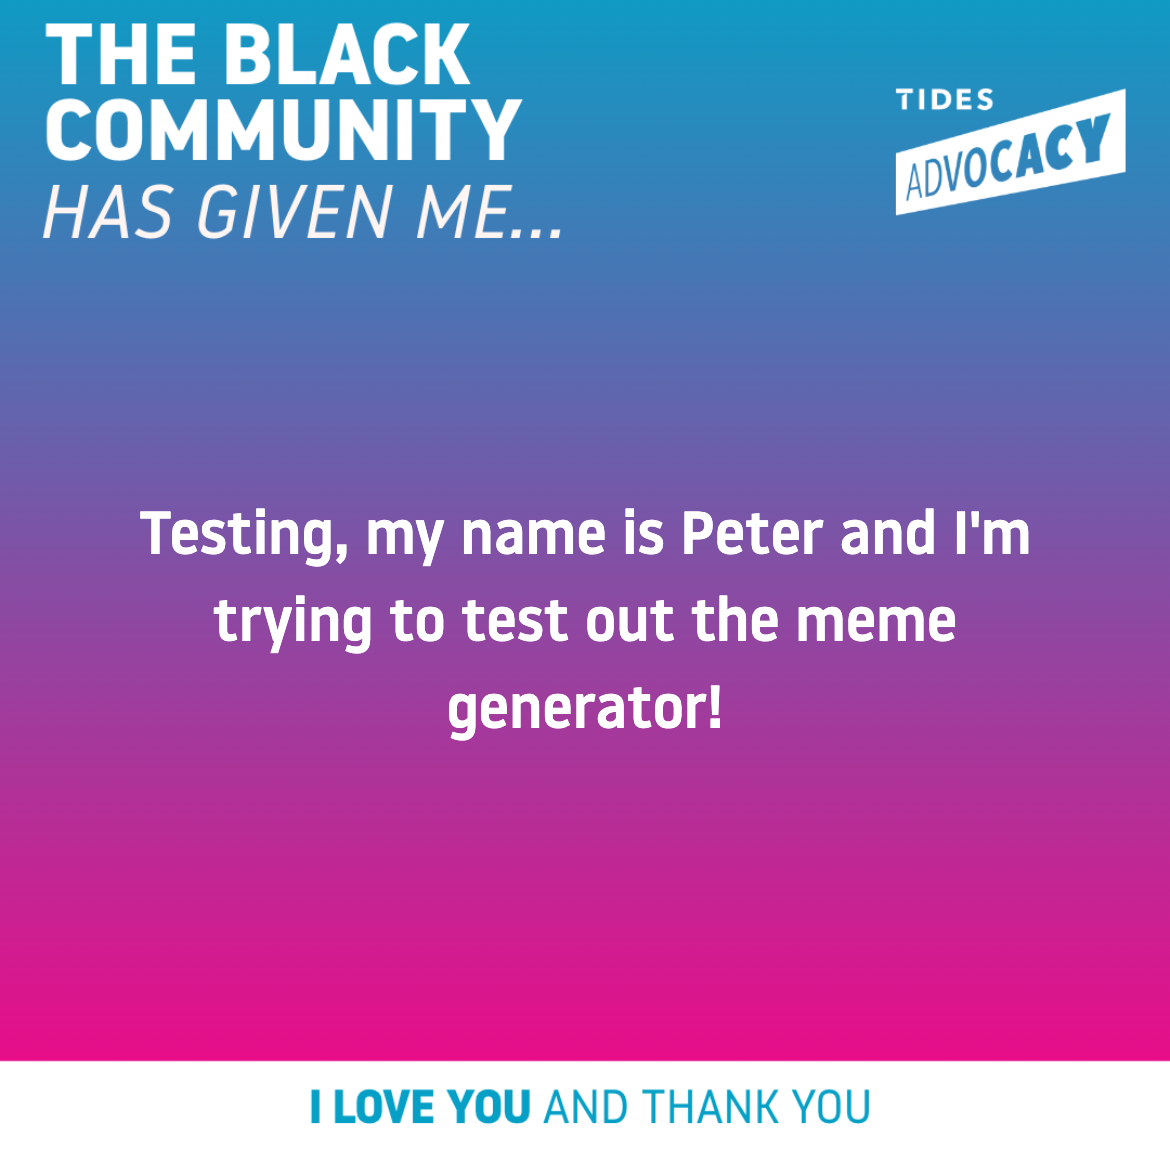 THE BLACK
COMMUNITY
HAS GIVEN ME...
TIDES
ADVOCACY
Testing, my name is Peter and I'm
trying to test out the meme
generator!
I LOVE YOU AND THANK YOU